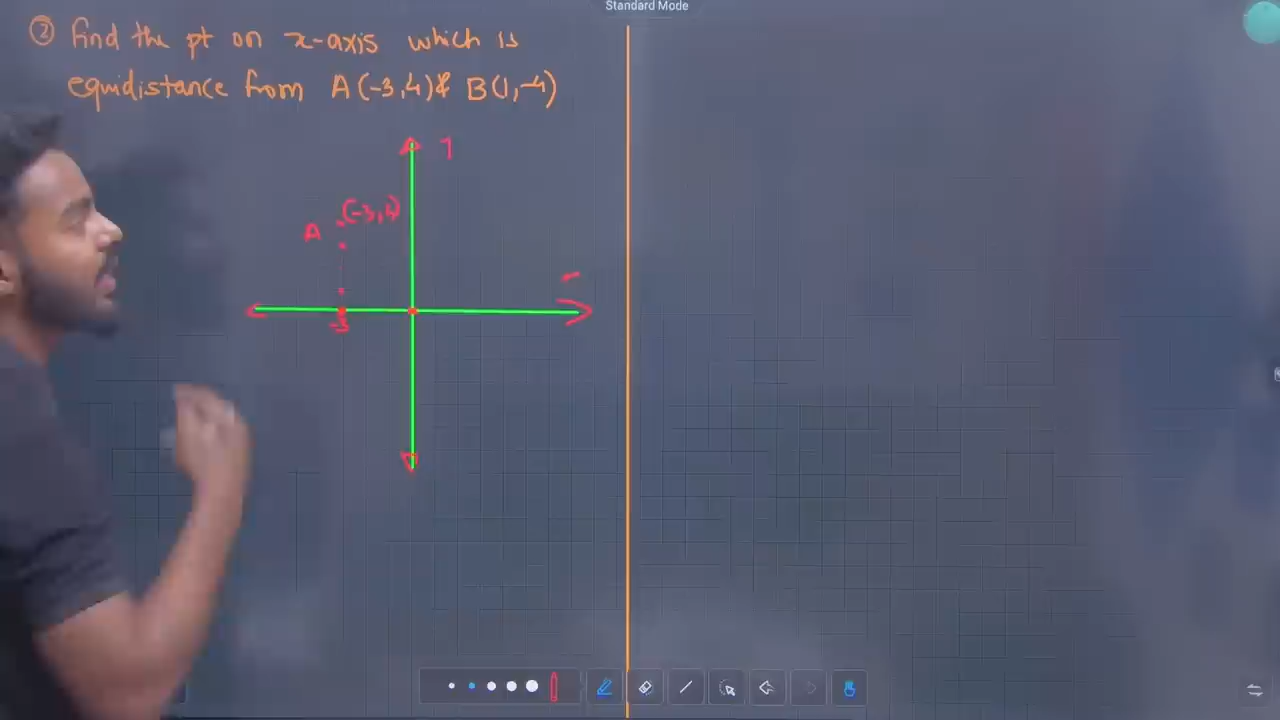 Standard Mode
② Find the pt on x-axis which is
equidistance from A(-3,4) & B(1,-4)
A (-3,4)
-3